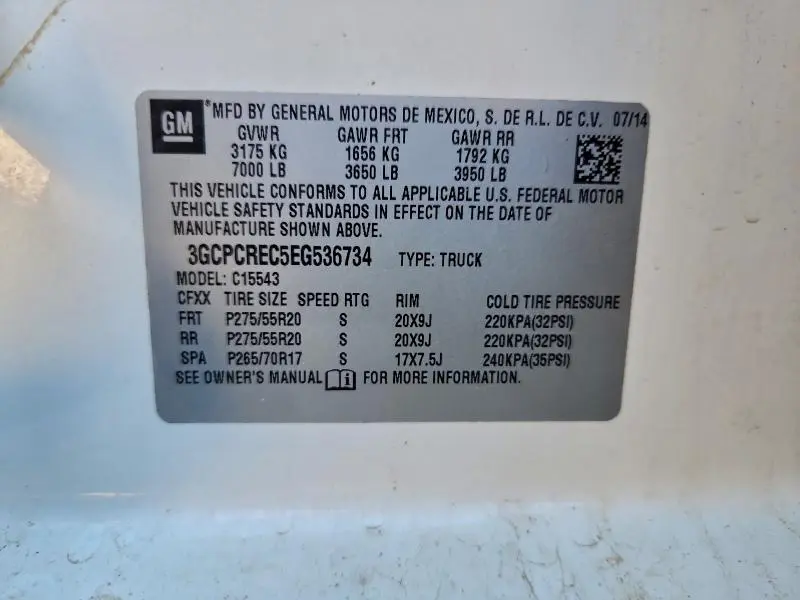 GM ®MFD BY GENERAL MOTORS DE MEXICO, S. DE R.L. DE C.V. 07/14
GVWR GAWR FRT GAWR RR
3175 KG 1656 KG 1792 KG
7000 LB 3650 LB 3950 LB
THIS VEHICLE CONFORMS TO ALL APPLICABLE U.S. FEDERAL MOTOR
VEHICLE SAFETY STANDARDS IN EFFECT ON THE DATE OF
MANUFACTURE SHOWN ABOVE.
3GCPCREC5EG536734 TYPE: TRUCK
MODEL: C15543
CFXX TIRE SIZE SPEED RTG RIM COLD TIRE PRESSURE
FRT P275/55R20 S 20X9J 220KPA(32PSI)
RR P275/55R20 S 20X9J 220KPA(32PSI)
SPA P265/70R17 S 17X7.5J 240KPA(35PSI)
SEE OWNER'S MANUAL FOR MORE INFORMATION.